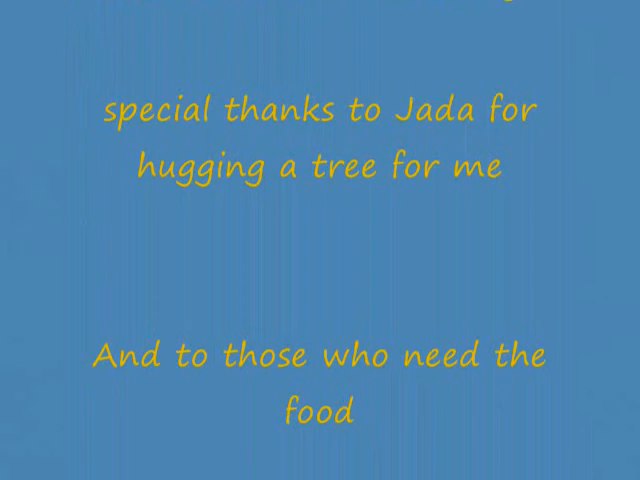 special thanks to Jada for
hugging a tree for me
And to those who need the
food